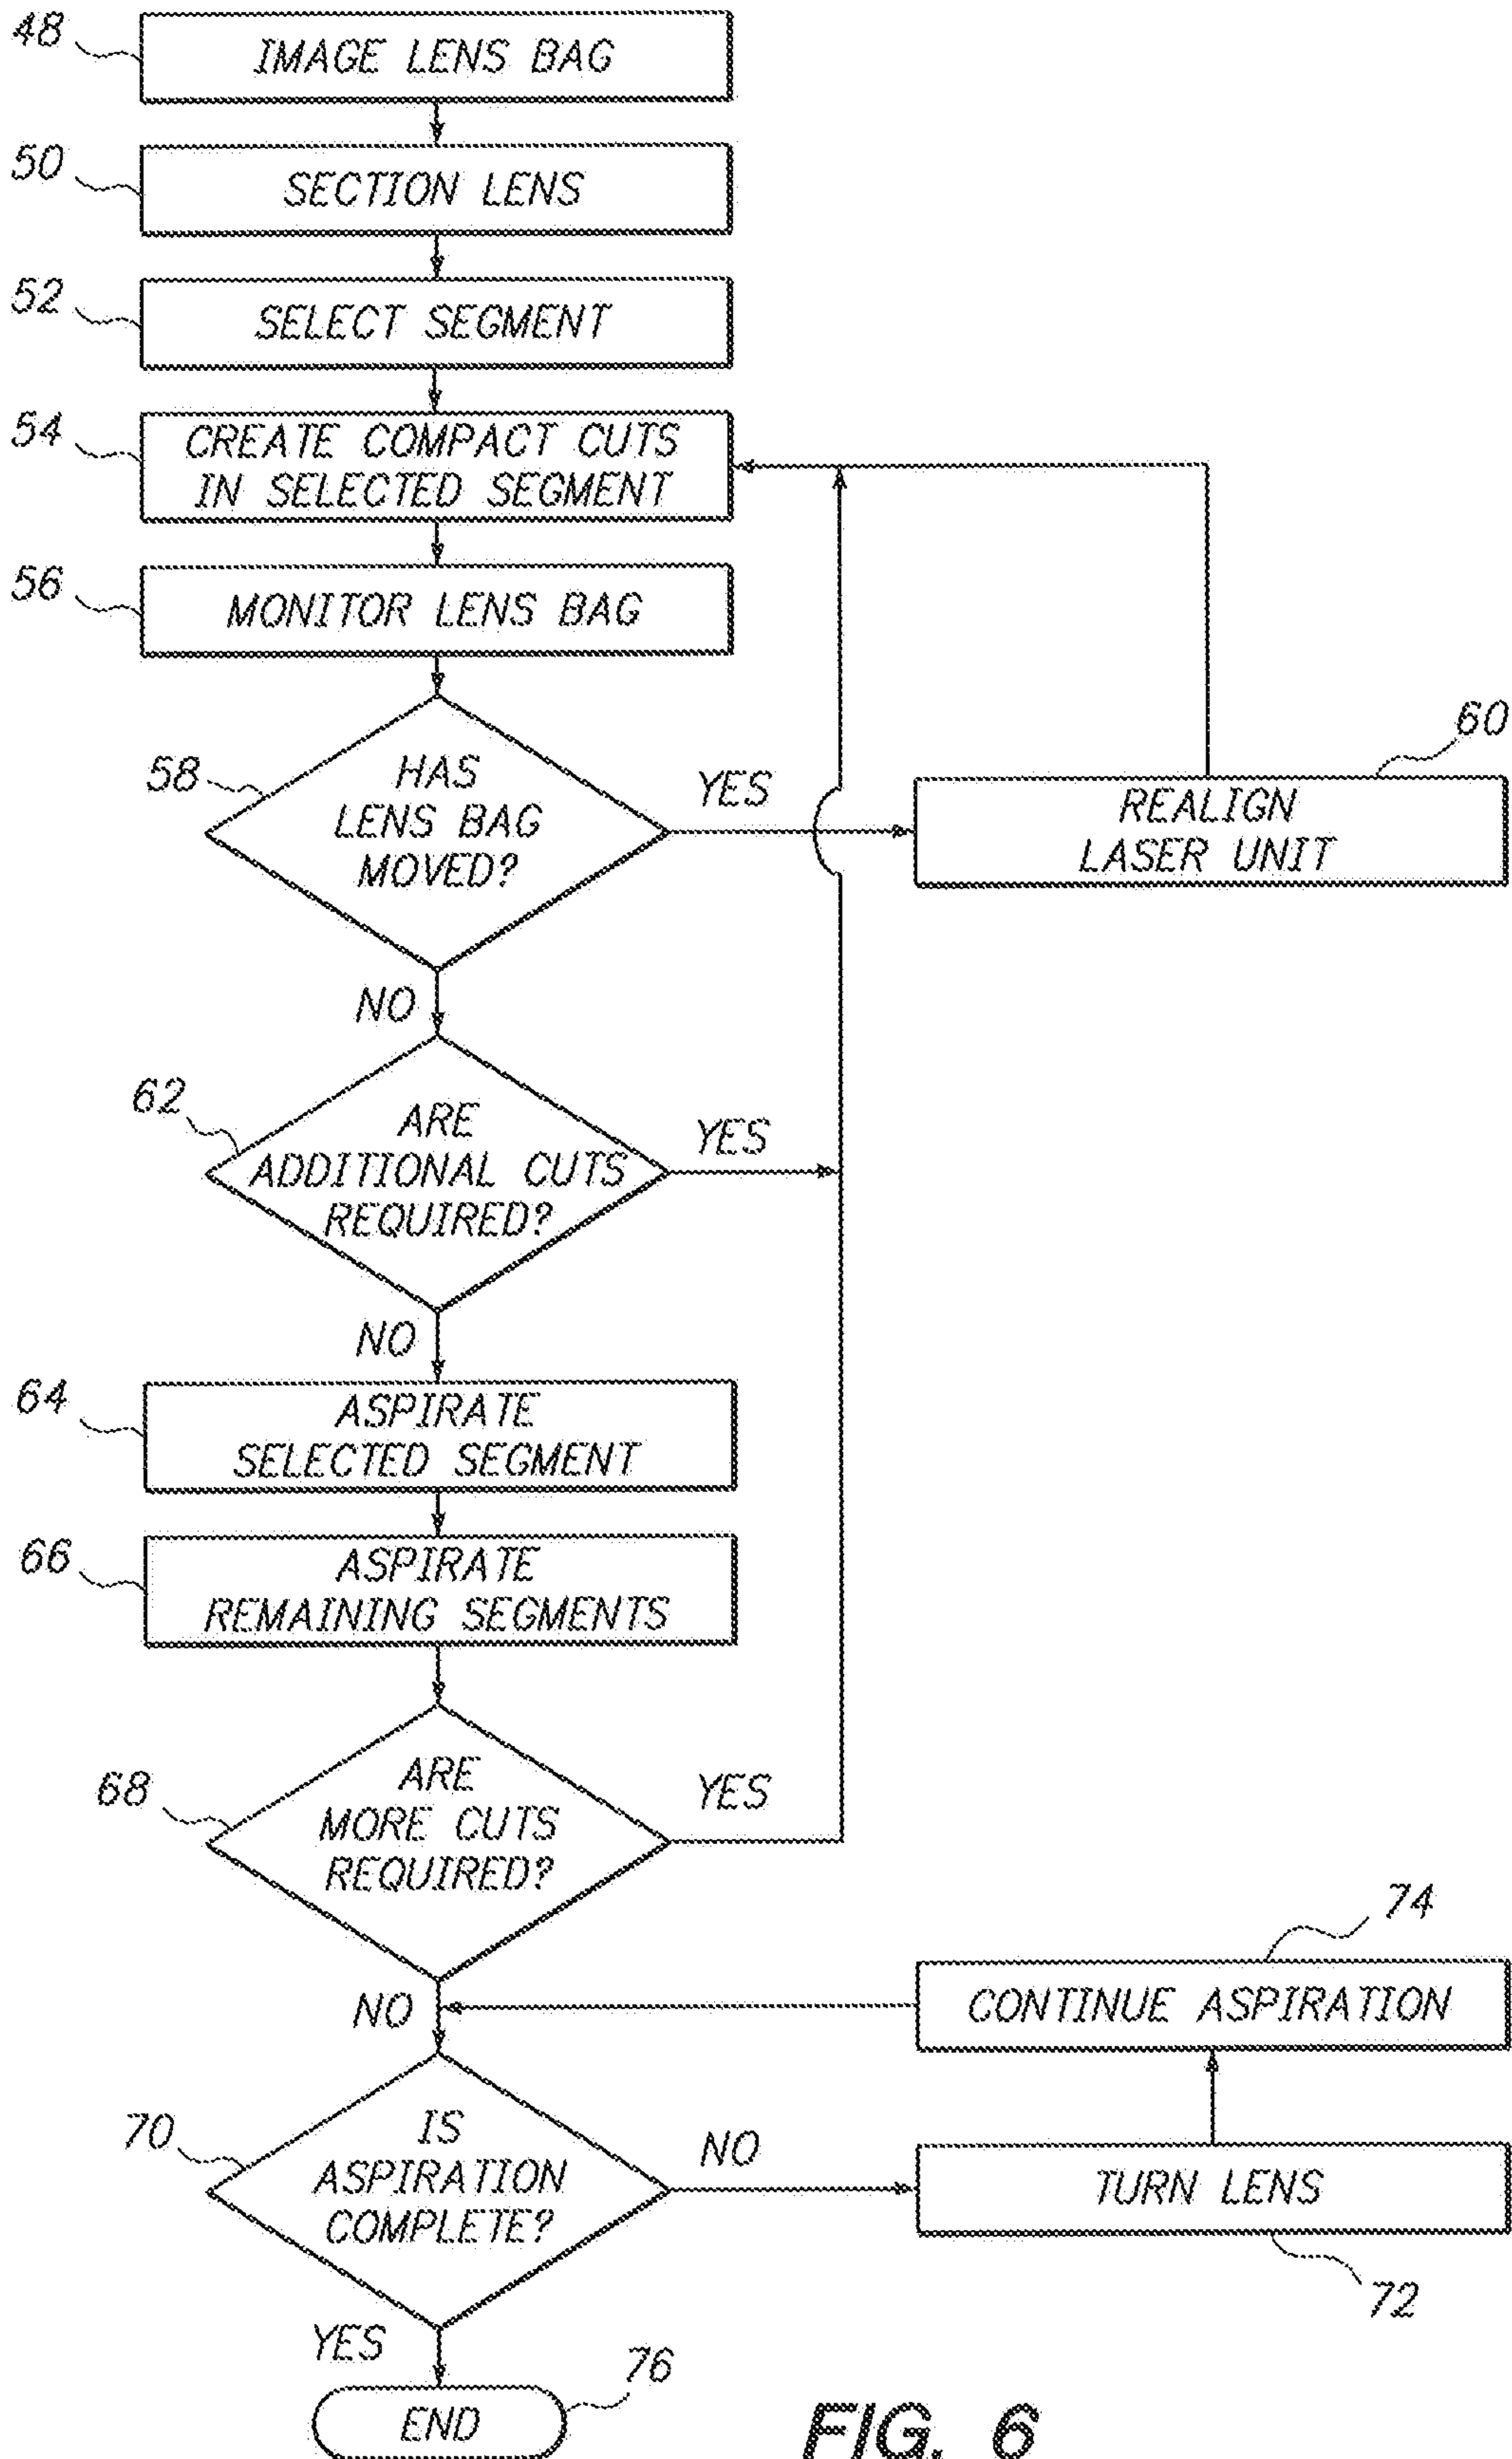 48
IMAGE LENS BAG
50
SECTION LENS
52
SELECT SEGMENT
54
CREATE COMPACT CUTS
IN SELECTED SEGMENT
56
MONITOR LENS BAG
58
HAS
LENS BAG
MOVED?
YES
60
REALIGN
LASER UNIT
NO
62
ARE
ADDITIONAL CUTS
REQUIRED?
YES
NO
64
ASPIRATE
SELECTED SEGMENT
66
ASPIRATE
REMAINING SEGMENTS
68
ARE
MORE CUTS
REQUIRED?
YES
NO
74
CONTINUE ASPIRATION
70
IS
ASPIRATION
COMPLETE?
NO
TURN LENS
72
YES
76
END
FIG. 6